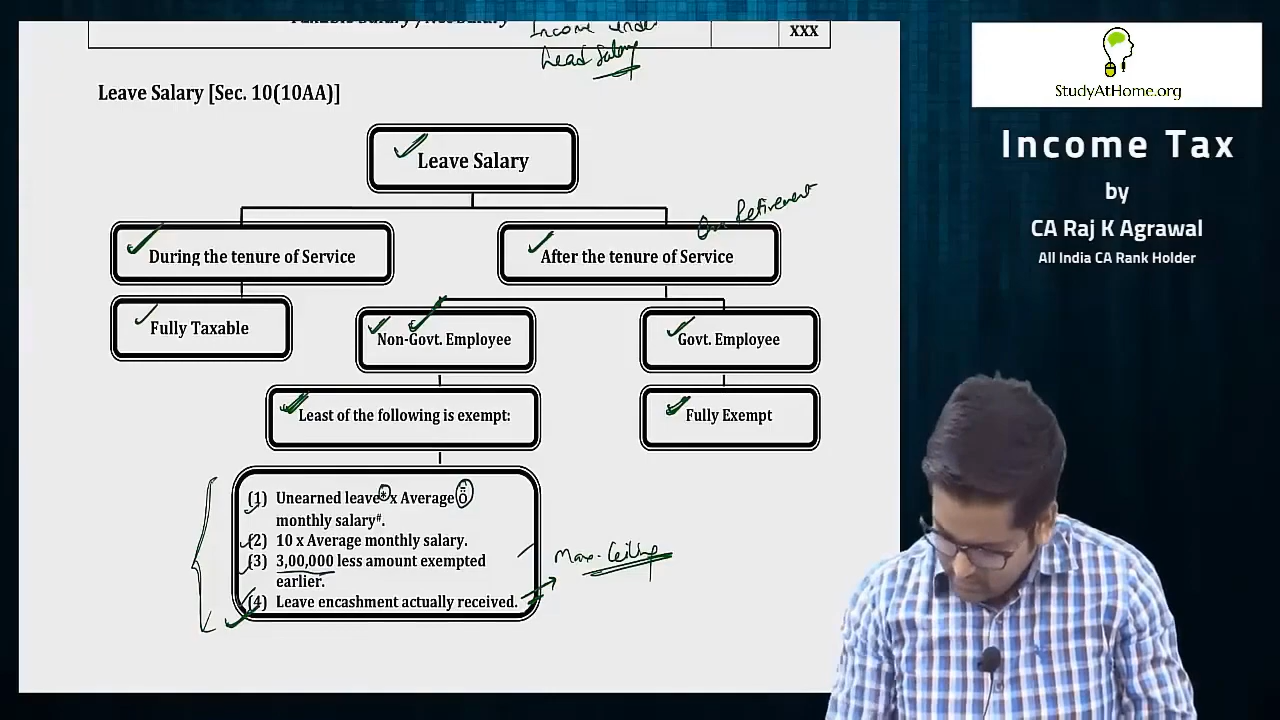 Income under
XXX
Head Salary
Leave Salary [Sec. 10(10AA)]
Leave Salary
On Retirement
During the tenure of Service
After the tenure of Service
Fully Taxable
Non-Govt. Employee
Govt. Employee
Least of the following is exempt:
Fully Exempt
(1) Unearned leave* x Average
monthly salary#.
(2) 10 x Average monthly salary.
(3) 3,00,000 less amount exempted
earlier.
(4) Leave encashment actually received.
Max. Ceiling
StudyAtHome.org
Income Tax
by
CA Raj K Agrawal
All India CA Rank Holder